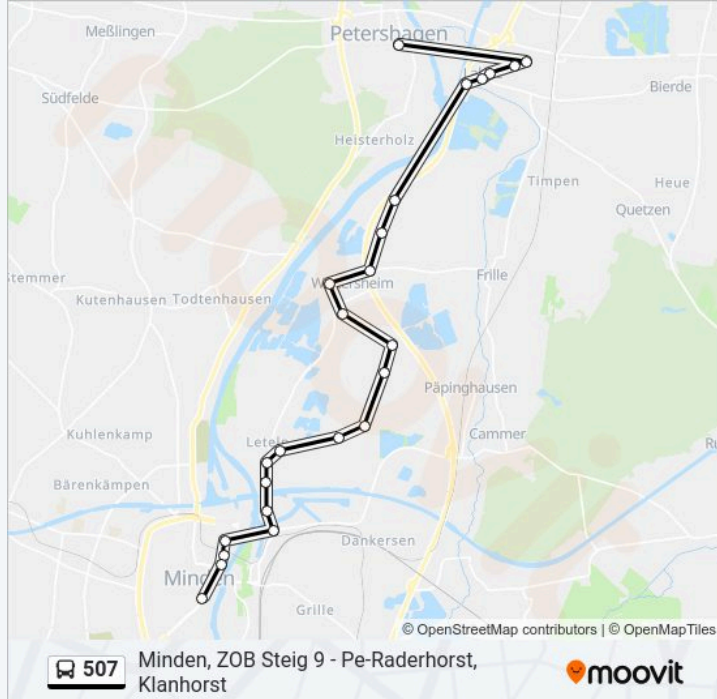 Meßlingen
Petershagen
Bierde
Südfelde
Heisterholz
Timpen
Heue
Quetzen
Stemmer
Kutenhausen
Todtenhausen
Frille
Päpinghausen
Kuhlenkamp
Cammer
Bärenkämpen
Dankersen
Minden
Grille
© OpenStreetMap contributors | © OpenMapTiles
507
Minden, ZOB Steig 9 - Pe-Raderhorst,
Klanhorst
moovit